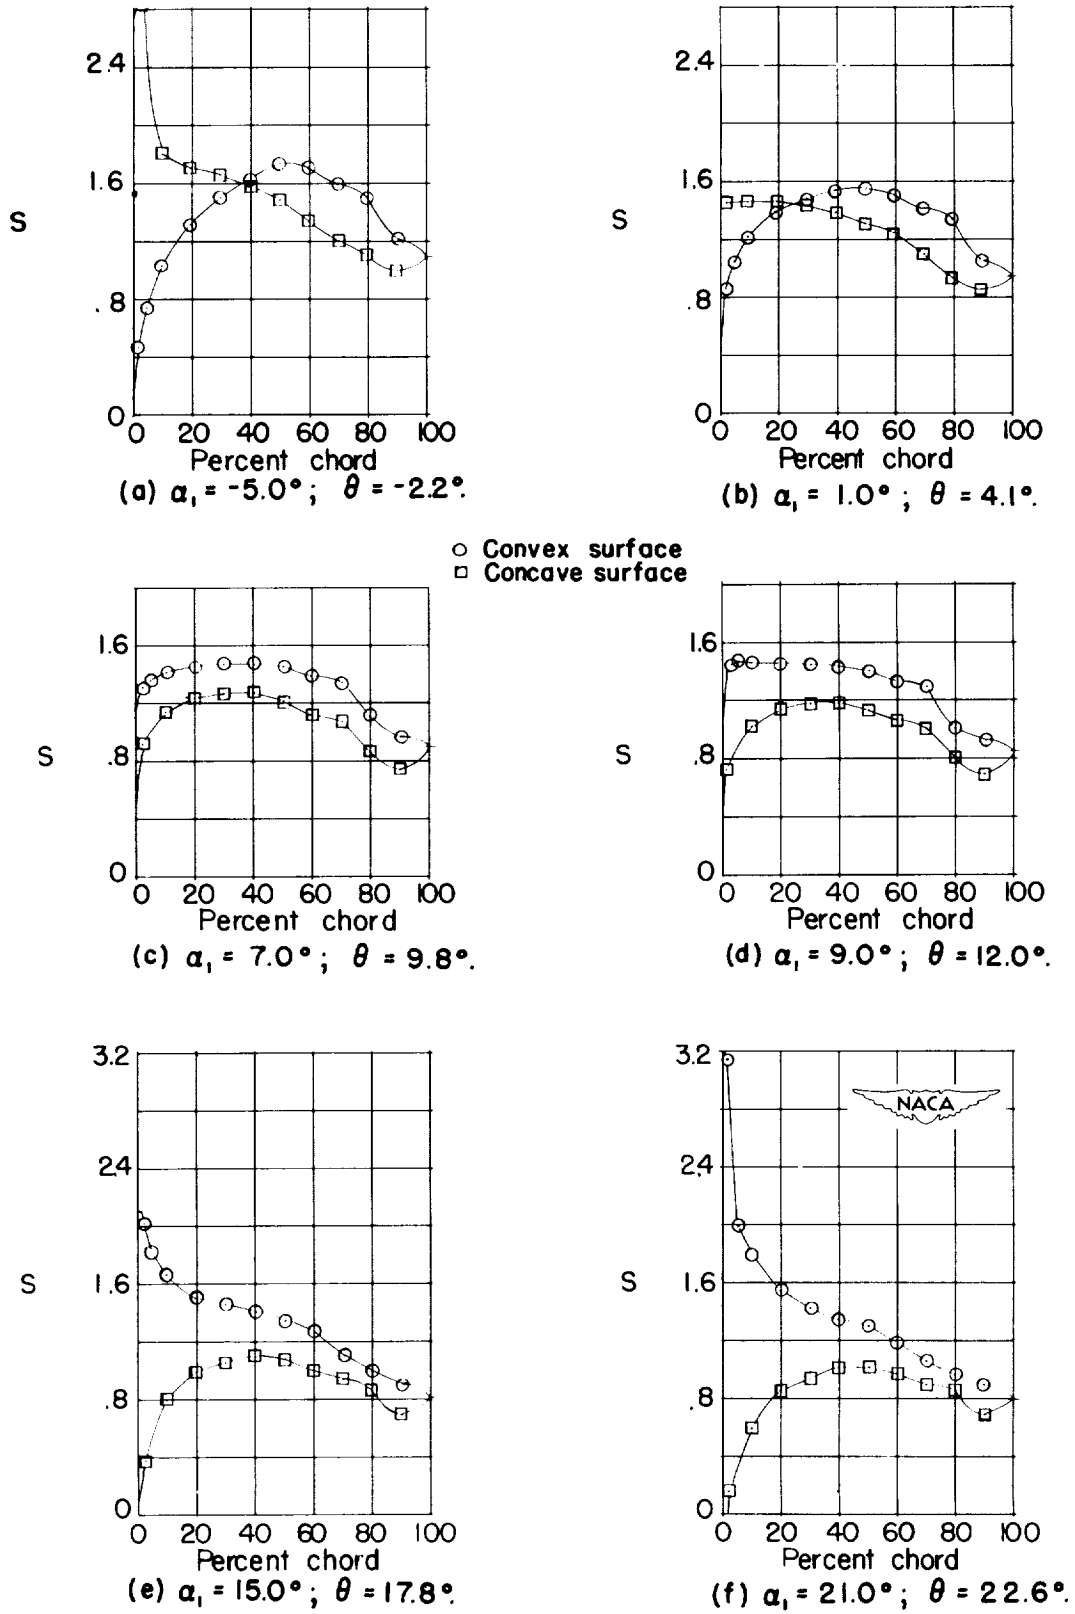 2.4
1.6
S
.8
0
0 20 40 60 80 100
Percent chord
(a) α₁ = -5.0°; θ = -2.2°.
2.4
1.6
S
.8
0
0 20 40 60 80 100
Percent chord
(b) α₁ = 1.0°; θ = 4.1°.
Convex surface
Concave surface
1.6
S
.8
0
0 20 40 60 80 100
Percent chord
(c) α₁ = 7.0°; θ = 9.8°.
1.6
S
.8
0
0 20 40 60 80 100
Percent chord
(d) α₁ = 9.0°; θ = 12.0°.
3.2
24
1.6
S
.8
0
0 20 40 60 80 100
Percent chord
(e) α₁ = 15.0°; θ = 17.8°.
3.2
NACA
2.4
1.6
S
.8
0
0 20 40 60 80 100
Percent chord
(f) α₁ = 21.0°; θ = 22.6°.